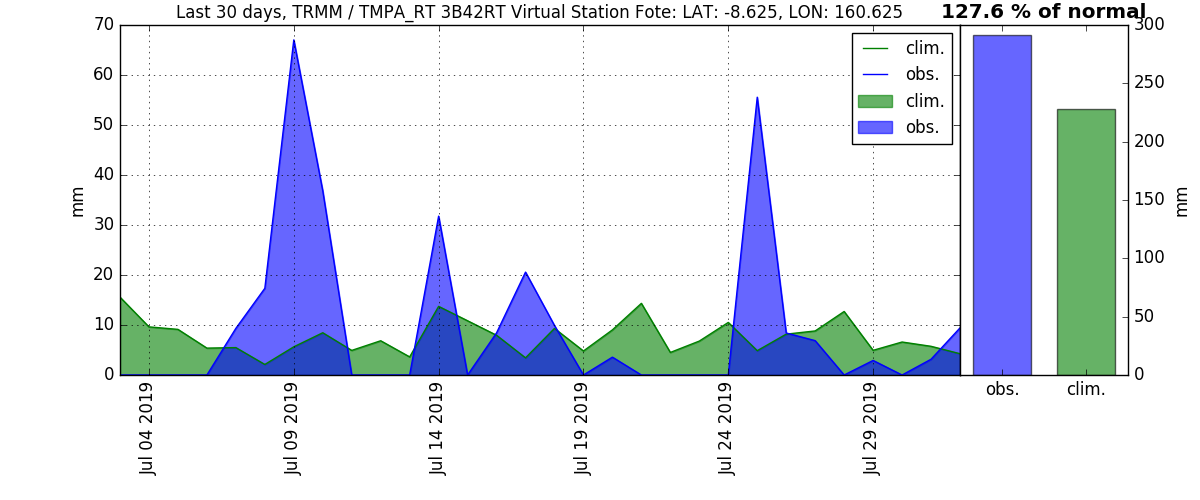 Last 30 days, TRMM / TMPA_RT 3B42RT Virtual Station Fote: LAT: -8.625, LON: 160.625
127.6 % of normal
70
60
50
40
30
20
10
0
mm
clim.
obs.
clim.
obs.
Jul 04 2019
Jul 09 2019
Jul 14 2019
Jul 19 2019
Jul 24 2019
Jul 29 2019
300
250
200
150
100
50
0
mm
obs.
clim.